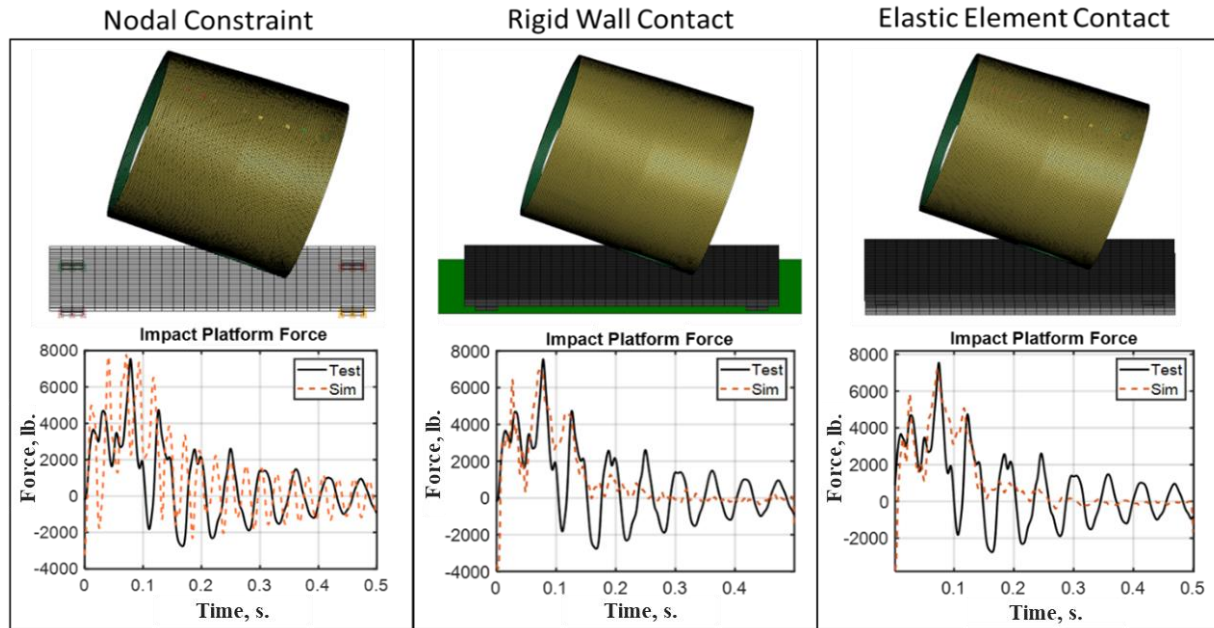 Nodal Constraint
Rigid Wall Contact
Elastic Element Contact
Impact Platform Force
8000
6000
4000
2000
0
-2000
-4000
Force, lb.
Test
Sim
0
0.1
0.2
0.3
0.4
0.5
Time, s.
Impact Platform Force
8000
6000
4000
2000
0
-2000
-4000
Force, lb.
Test
Sim
0
0.1
0.2
0.3
0.4
Time, s.
Impact Platform Force
8000
6000
4000
2000
0
-2000
Force, lb.
Test
Sim
0.1
0.2
0.3
0.4
0.5
Time, s.